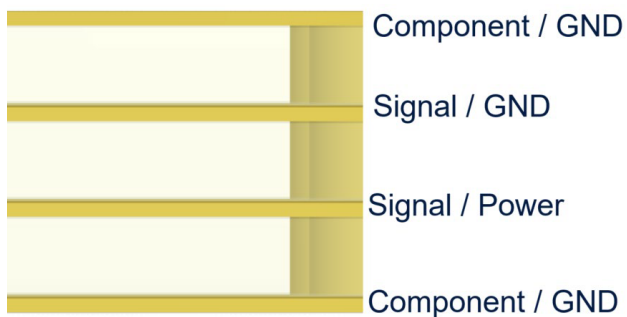 Component / GND
Signal / GND
Signal / Power
Component / GND